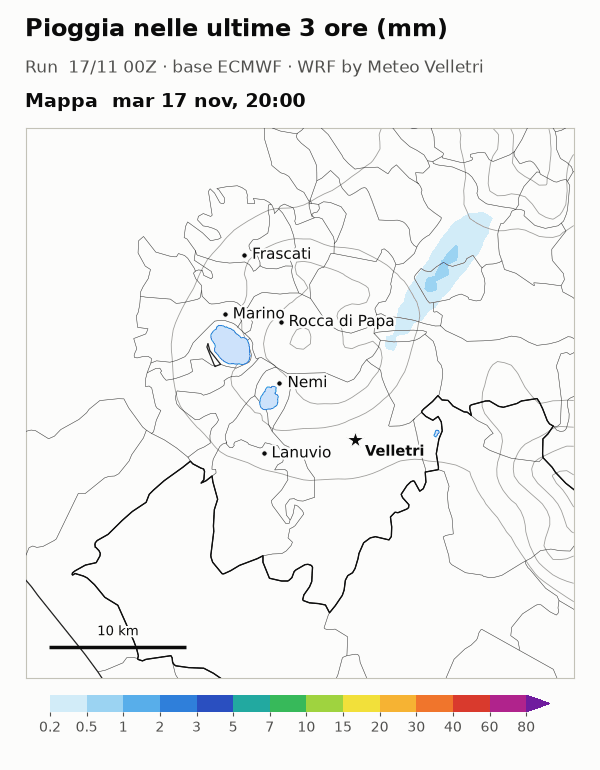 Pioggia nelle ultime 3 ore (mm)
Run  17/11 00Z · base ECMWF · WRF by Meteo Velletri
Mappa  mar 17 nov, 20:00
Frascati
Marino
Rocca di Papa
Nemi
Velletri
Lanuvio
10 km
0.2 0.5 1 2 3 5 7 10 15 20 30 40 60 80